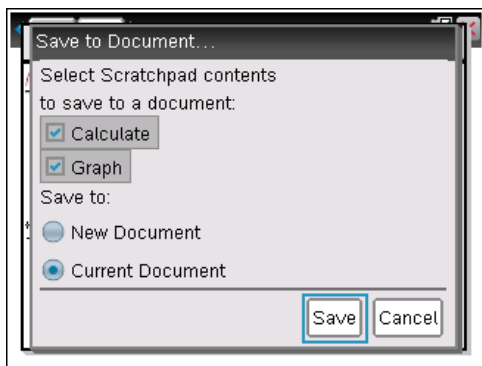 Save to Document...
Select Scratchpad contents
to save to a document:
Calculate
Graph
Save to:
New Document
Current Document
Save Cancel